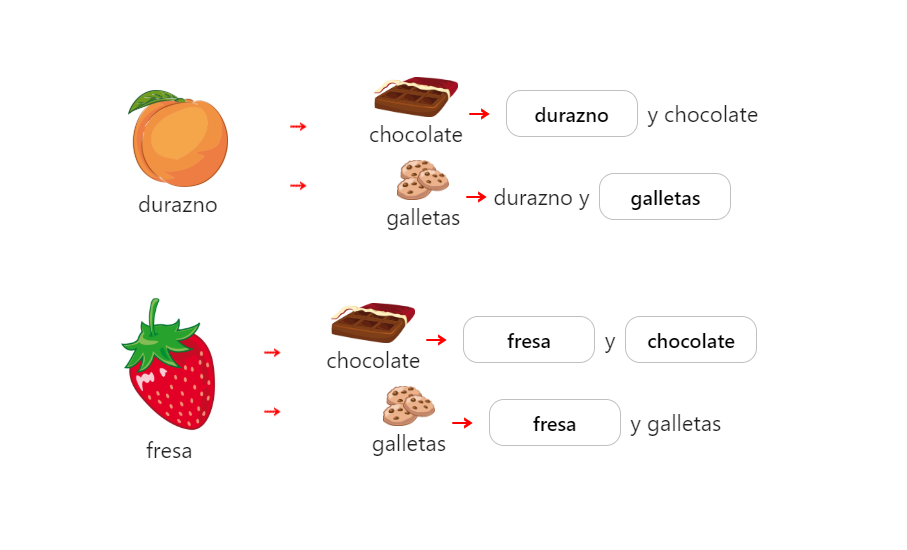 chocolate
durazno y chocolate
durazno
galletas
durazno y galletas
chocolate
fresa y chocolate
fresa
galletas
fresa y galletas